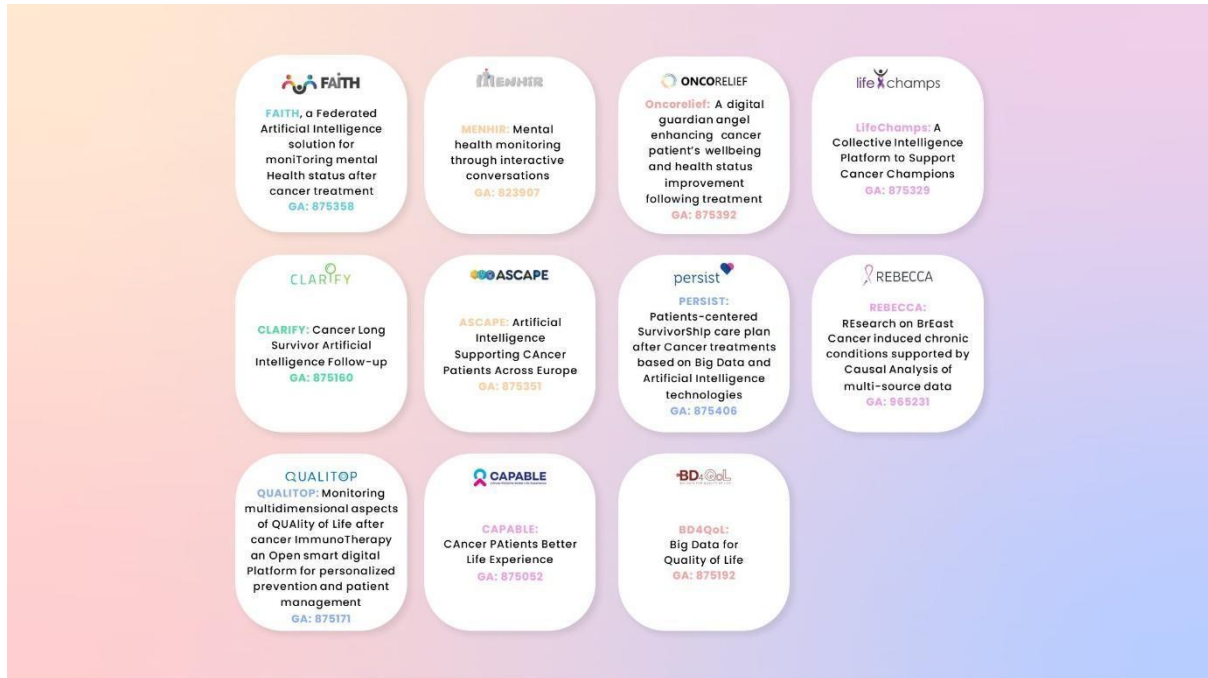 FAITH
FAITH, a Federated
Artificial Intelligence
solution for
moniToring mental
Health status after
cancer treatment
GA: 875358
MENHIR
MENHIR: Mental
health monitoring
through interactive
conversations
GA: 823907
ONCORELIEF
Oncorelief: A digital
guardian angel
enhancing cancer
patient's wellbeing
and health status
improvement
following treatment
GA: 875392
life champs
LifeChamps: A
Collective Intelligence
Platform to Support
Cancer Champions
GA: 875329
CLARIFY
CLARIFY: Cancer Long
Survivor Artificial
Intelligence Follow-up
GA: 875160
ASCAPE
ASCAPE: Artificial
Intelligence
Supporting CAncer
Patients Across Europe
GA: 875351
persist
PERSIST:
Patients-centered
SurvivorShIp care plan
after Cancer treatments
based on Big Data and
Artificial Intelligence
technologies
GA: 875406
REBECCA
REBECCA:
REsearch on BrEast
Cancer induced chronic
conditions supported by
Causal Analysis of
multi-source data
GA: 965231
QUALITOP
QUALITOP: Monitoring
multidimensional aspects
of QUAlity of Life after
cancer ImmunoTherapy
an Open smart digital
Platform for personalized
prevention and patient
management
GA: 875171
CAPABLE
CAPABLE:
CAncer PAtients Better
Life Experience
GA: 875052
BD4QoL
BD4QoL:
Big Data for
Quality of Life
GA: 875192